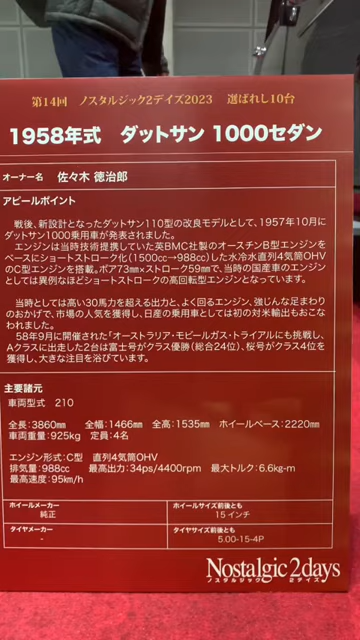 第14回　ノスタルジック2デイズ2023　選ばれし10台
1958年式　ダットサン 1000セダン
オーナー名　佐々木 徳治郎
アピールポイント
戦後、新設計となったダットサン110型の改良モデルとして、1957年10月に
ダットサン1000乗用車が発表されました。
エンジンは当時技術提携していた英BMC社製のオースチンB型エンジンを
ベースにショートストローク化（1500cc→988cc）した水冷水直列4気筒OHV
のC型エンジンを搭載。ボア73㎜×ストローク59㎜で、当時の国産車のエンジン
としては異例なほどショートストロークの高回転型エンジンとなっています。
当時としては高い30馬力を超える出力と、よく回るエンジン、強じんな足まわり
のおかげで、市場の人気を獲得し、日産の乗用車としては初の対米輸出もおこな
われました。
58年9月に開催された「オーストラリア・モビールガス・トライアルにも挑戦し、
Aクラスに出走した2台は富士号がクラス優勝（総合24位）、桜号がクラス4位を
獲得し、大きな注目を浴びています。
主要諸元
車両型式　210
全長：3860㎜　全幅：1466㎜　全高：1535㎜　ホイールベース：2220㎜
車両重量：925kg　定員：4名
エンジン形式：C型　直列4気筒OHV
排気量：988cc　最高出力：34ps/4400rpm　最大トルク：6.6kg-m
最高速度：95km/h
ホイールメーカー　ホイールサイズ前後とも
純正　15 インチ
タイヤメーカー　タイヤサイズ前後とも
-　5.00-15-4P
Nostalgic 2days
ノスタルジック　2デイズ